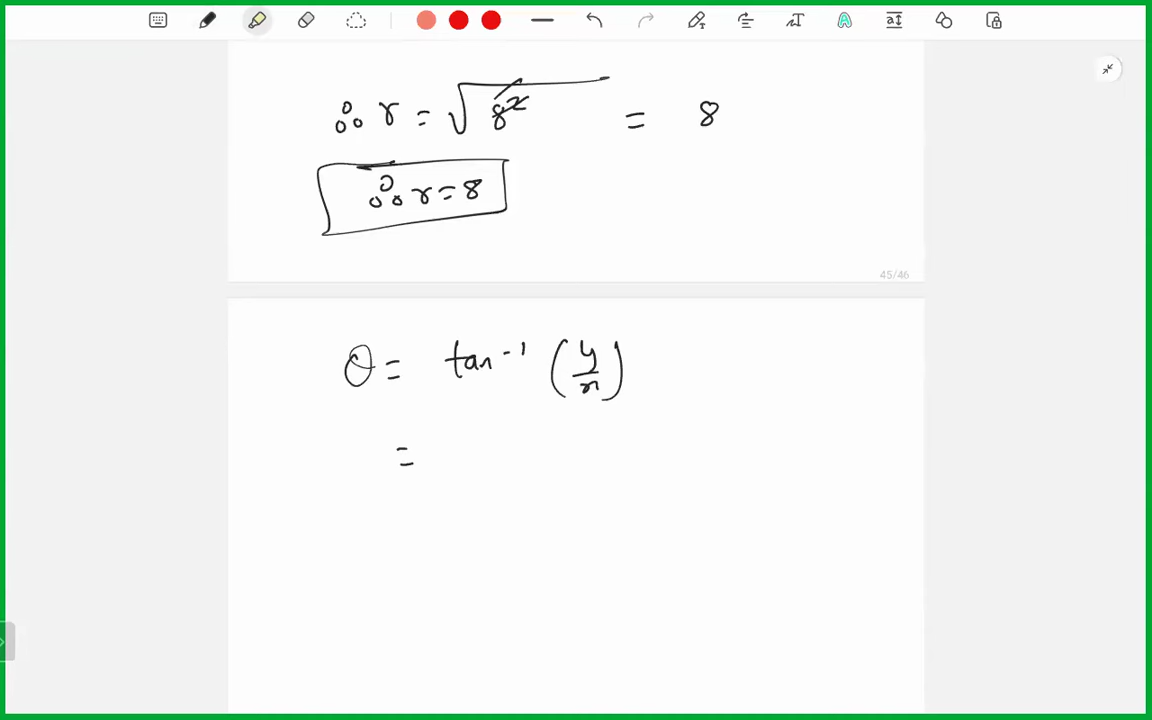 ∴ r = √8² = 8
∴ r = 8
45/46
θ = tan⁻¹ (y/x)
=